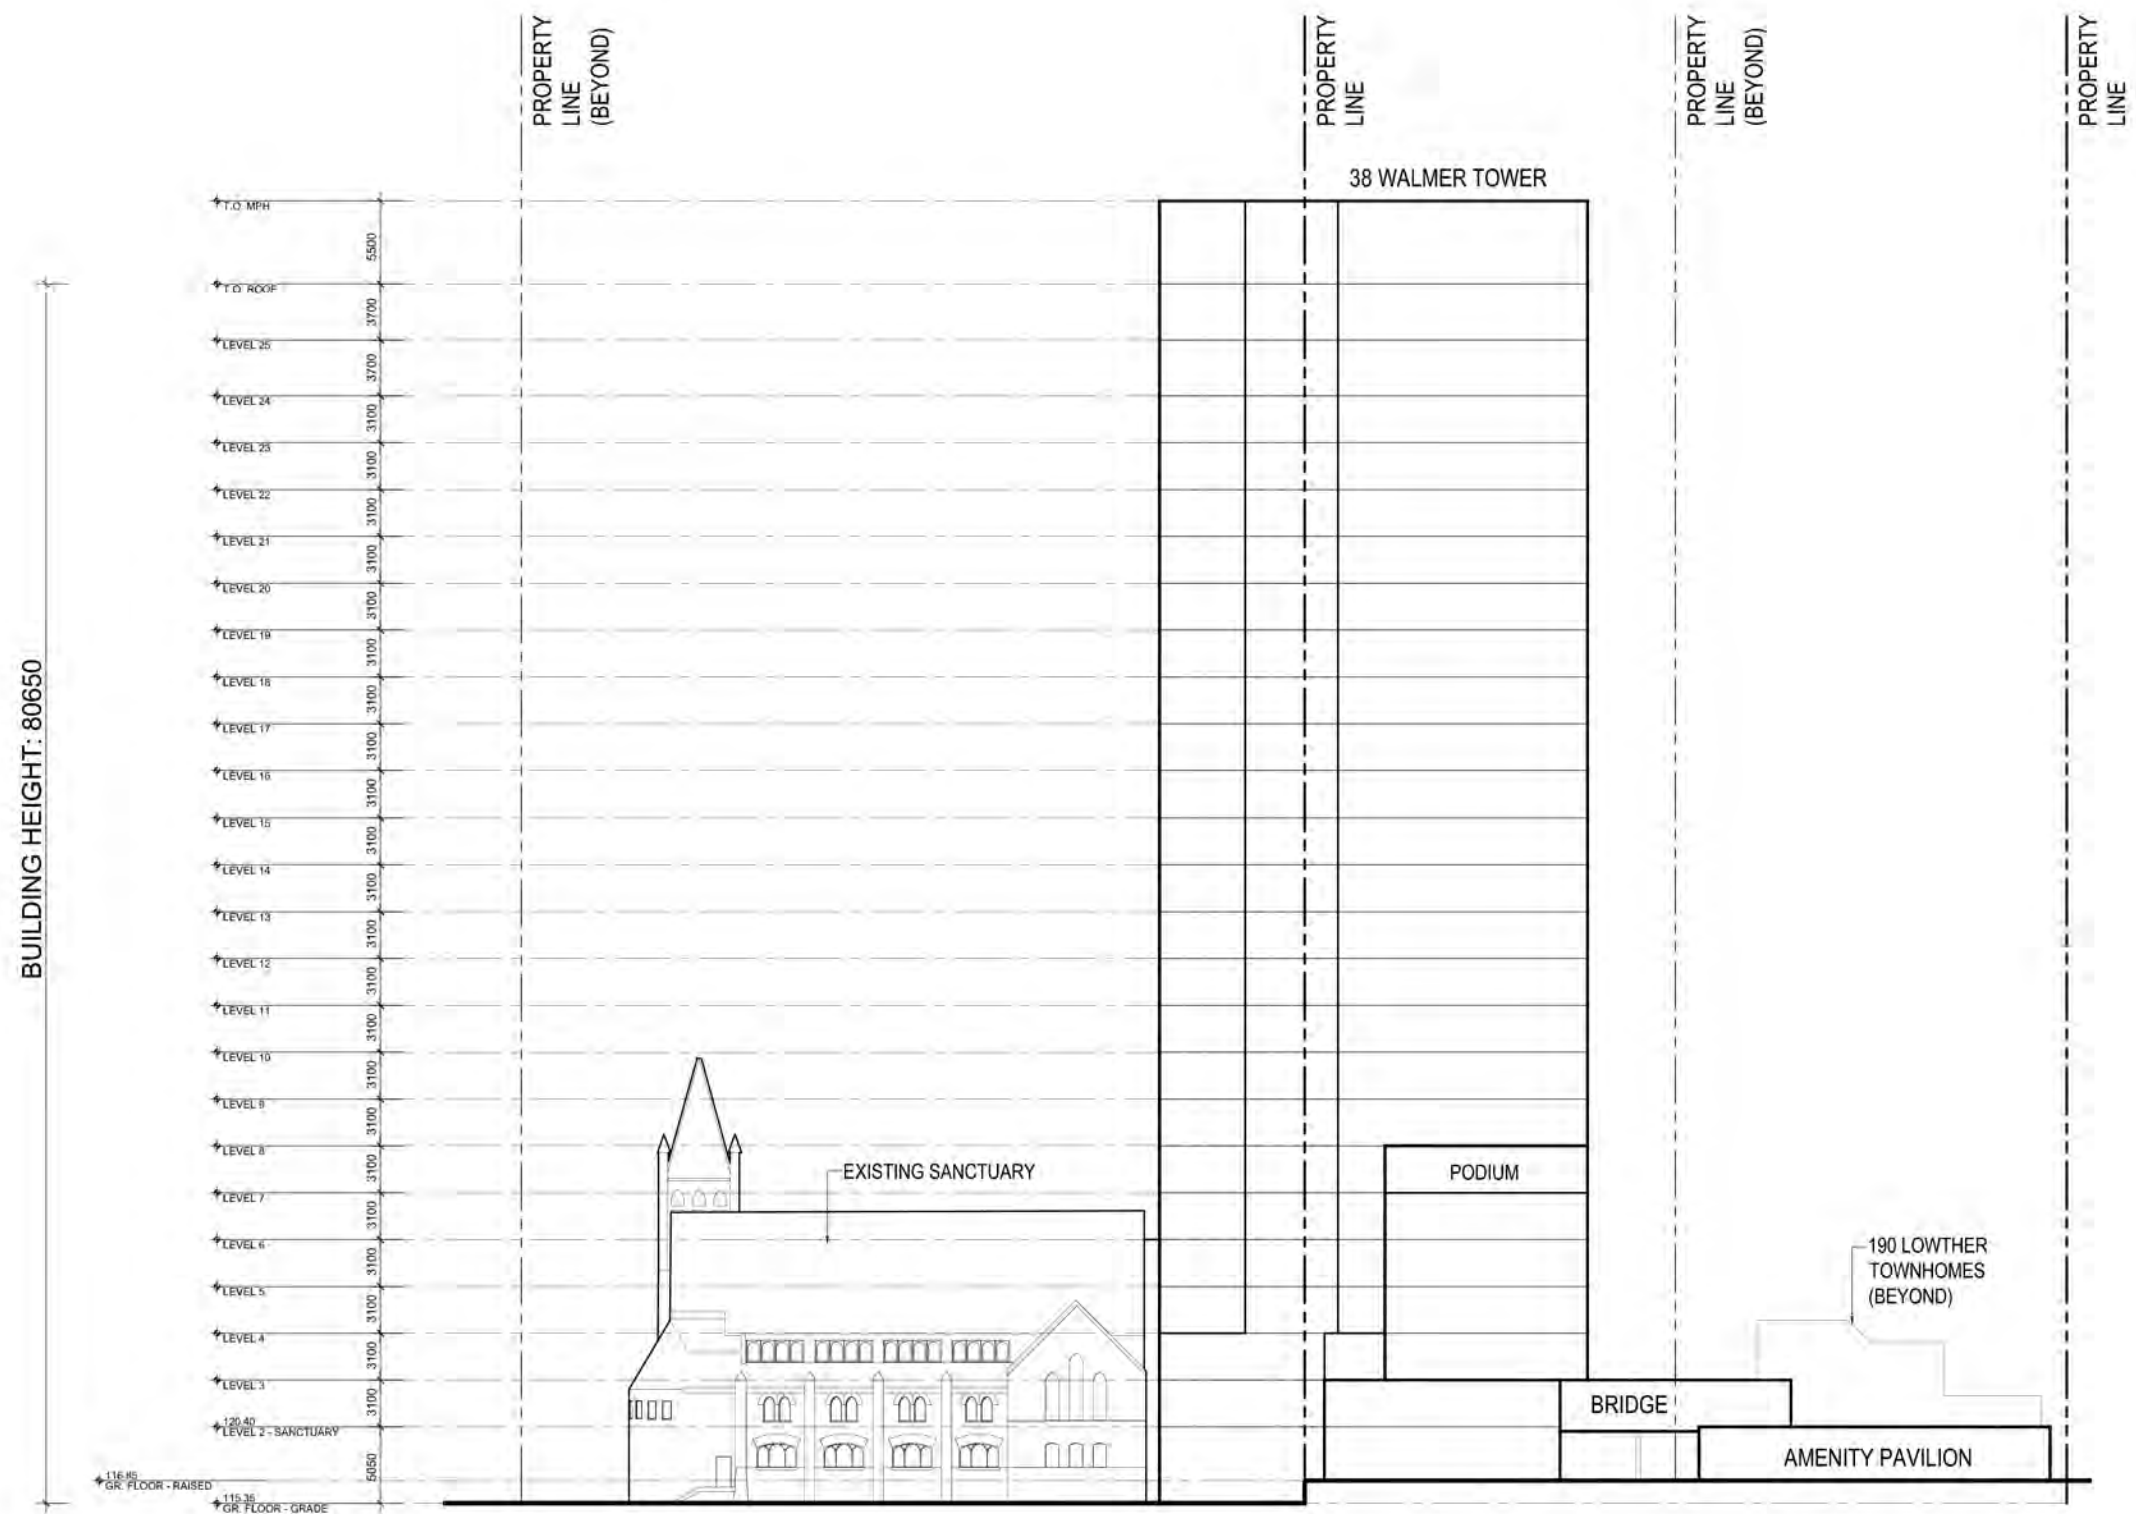 PROPERTY
LINE
(BEYOND)
PROPERTY
LINE
PROPERTY
LINE
(BEYOND)
PROPERTY
LINE
38 WALMER TOWER
T.O. MPH
5500
T.O. ROOF
3700
LEVEL 25
3700
LEVEL 24
3100
LEVEL 23
3100
LEVEL 22
3100
LEVEL 21
3100
LEVEL 20
3100
LEVEL 19
3100
LEVEL 18
3100
LEVEL 17
3100
LEVEL 16
3100
LEVEL 15
3100
LEVEL 14
3100
LEVEL 13
3100
LEVEL 12
3100
LEVEL 11
3100
LEVEL 10
3100
LEVEL 9
3100
LEVEL 8
3100
LEVEL 7
3100
LEVEL 6
3100
LEVEL 5
3100
LEVEL 4
3100
LEVEL 3
3100
120.40
LEVEL 2 - SANCTUARY
5050
116.85
GR. FLOOR - RAISED
115.35
GR. FLOOR - GRADE
BUILDING HEIGHT: 80650
EXISTING SANCTUARY
PODIUM
190 LOWTHER
TOWNHOMES
(BEYOND)
BRIDGE
AMENITY PAVILION